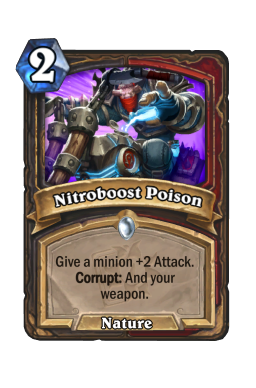 2
Nitroboost Poison
Give a minion +2 Attack.
Corrupt: And your
weapon.
Nature